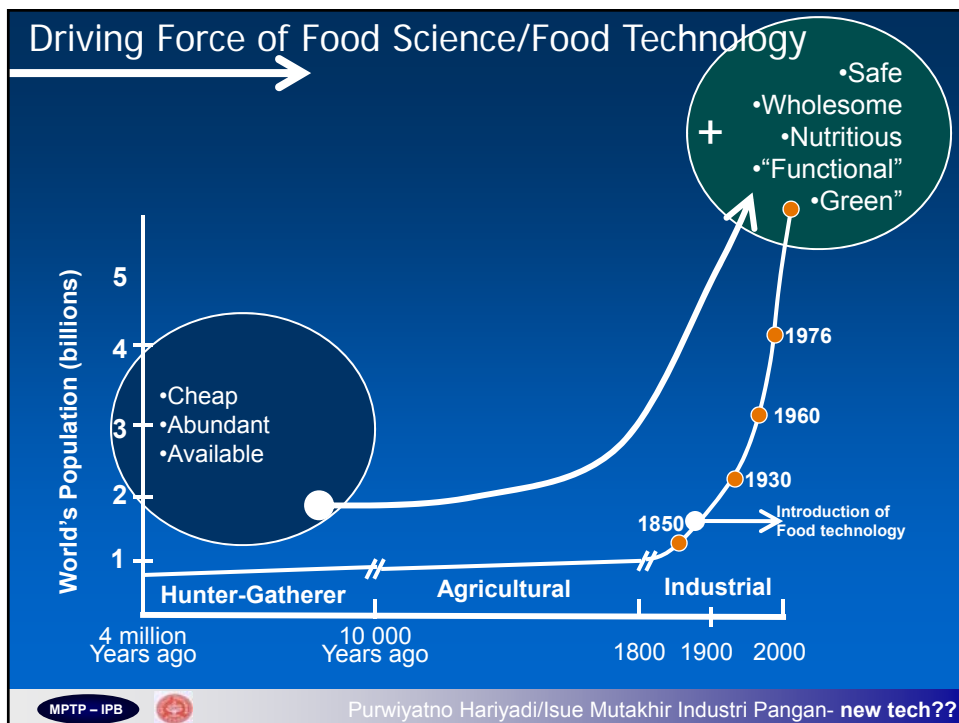 Driving Force of Food Science/Food Technology
•Safe
•Wholesome
+
•Nutritious
•“Functional”
•Green”
World's Population (billions)
5
4
3
2
1
•Cheap
•Abundant
•Available
1976
1960
1930
1850
Introduction of
Food technology
Hunter-Gatherer
Agricultural
Industrial
4 million
Years ago
10 000
Years ago
1800
1900
2000
MPTP – IPB
Purwiyatno Hariyadi/Isue Mutakhir Industri Pangan- new tech??